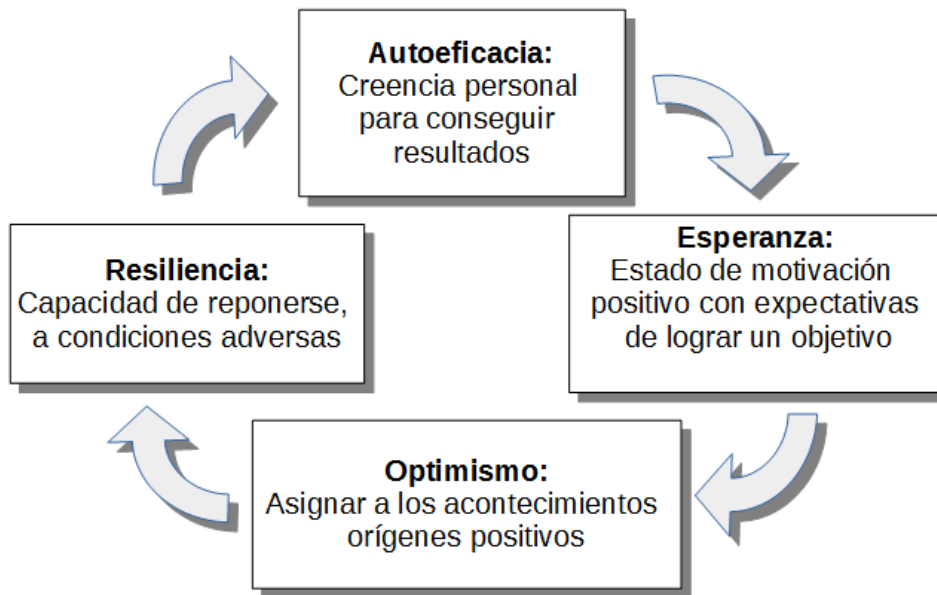 Autoeficacia:
Creencia personal
para conseguir
resultados
Esperanza:
Estado de motivación
positivo con expectativas
de lograr un objetivo
Optimismo:
Asignar a los acontecimientos
orígenes positivos
Resiliencia:
Capacidad de reponerse,
a condiciones adversas